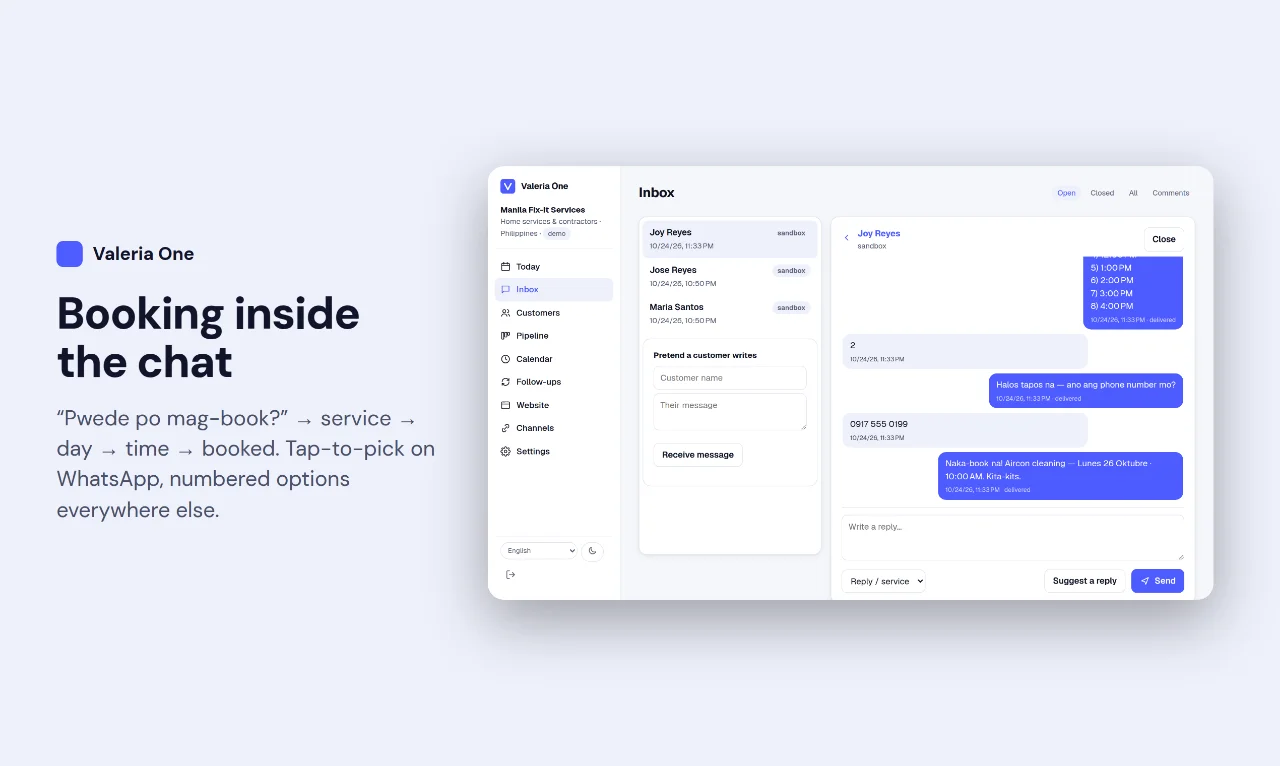 Valeria One
Booking inside
the chat
“Pwede po mag-book?” → service →
day → time → booked. Tap-to-pick on
WhatsApp, numbered options
everywhere else.
Valeria One
Manila Fix-It Services
Home services & contractors ·
Philippines · demo
Today
Inbox
Customers
Pipeline
Calendar
Follow-ups
Website
Channels
Settings
English
Inbox
Open Closed All Comments
Joy Reyes sandbox
10/24/26, 11:33 PM
Jose Reyes sandbox
10/24/26, 10:50 PM
Maria Santos sandbox
10/24/26, 10:50 PM
Pretend a customer writes
Customer name
Their message
Receive message
Joy Reyes
sandbox
Close
5) 1:00 PM
6) 2:00 PM
7) 3:00 PM
8) 4:00 PM
10/24/26, 11:33 PM · delivered
2
10/24/26, 11:33 PM
Halos tapos na — ano ang phone number mo?
10/24/26, 11:33 PM · delivered
0917 555 0199
10/24/26, 11:33 PM
Naka-book na! Aircon cleaning — Lunes 26 Oktubre ·
10:00 AM. Kita-kits.
10/24/26, 11:33 PM · delivered
Write a reply...
Reply / service
Suggest a reply
Send